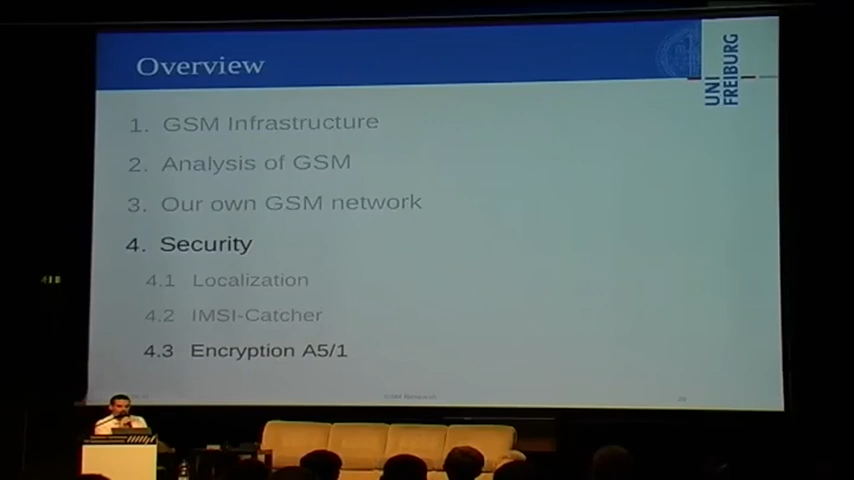 Overview
UNI
FREIBURG
1. GSM Infrastructure
2. Analysis of GSM
3. Our own GSM network
4. Security
4.1 Localization
4.2 IMSI-Catcher
4.3 Encryption A5/1